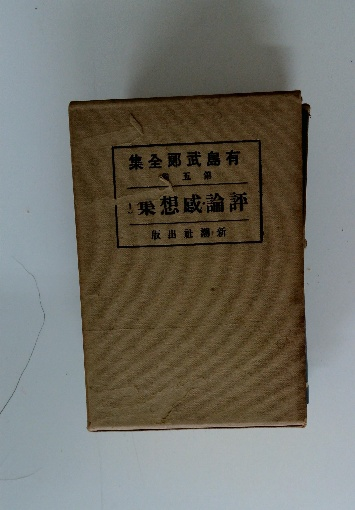 有島武郎全集
第五卷
評論・感想集
新潮社出版